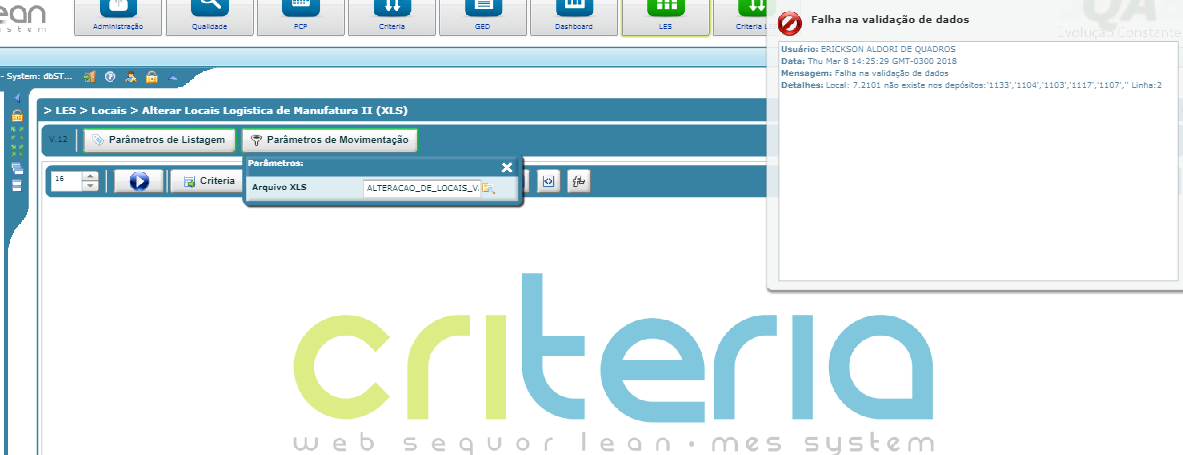 ean
system
Administração
Qualidade
PCP
Criteria
GED
Dashboard
LES
Criteria L
QA
Evolução Constante
Falha na validação de dados
Usuário: ERICKSON ALDORI DE QUADROS
Data: Thu Mar 8 14:25:29 GMT-0300 2018
Mensagem: Falha na validação de dados
Detalhes: Local: 7.2101 não existe nos depósitos:'1133','1104','1103','1117','1107','' Linha:2
- System: dbST...
> LES > Locais > Alterar Locais Logistica de Manufatura II (XLS)
V.12
Parâmetros de Listagem
Parâmetros de Movimentação
Parâmetros:
16
Criteria
Arquivo XLS
ALTERACAO_DE_LOCAIS_V.
criteria
web sequor lean · mes system